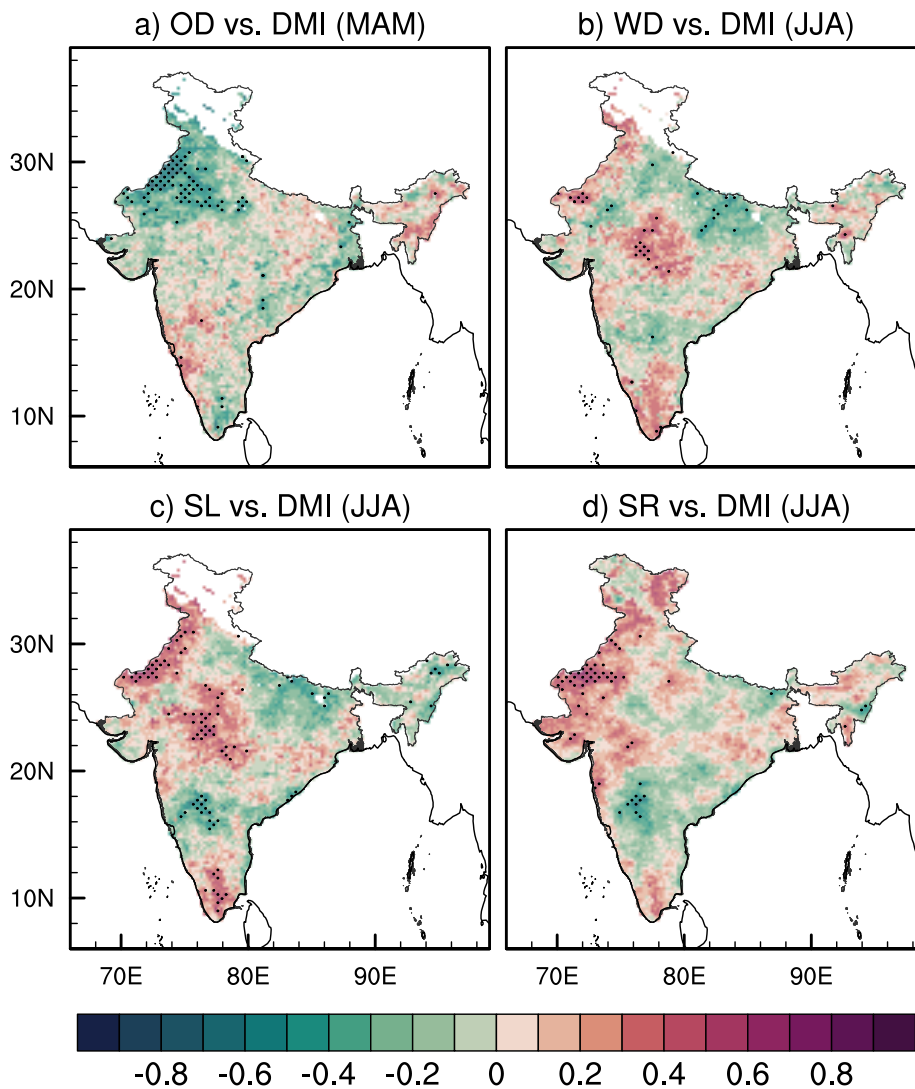 a) OD vs. DMI (MAM)
b) WD vs. DMI (JJA)
30N
20N
10N
c) SL vs. DMI (JJA)
d) SR vs. DMI (JJA)
30N
20N
10N
70E 80E 90E 70E 80E 90E
-0.8 -0.6 -0.4 -0.2 0 0.2 0.4 0.6 0.8